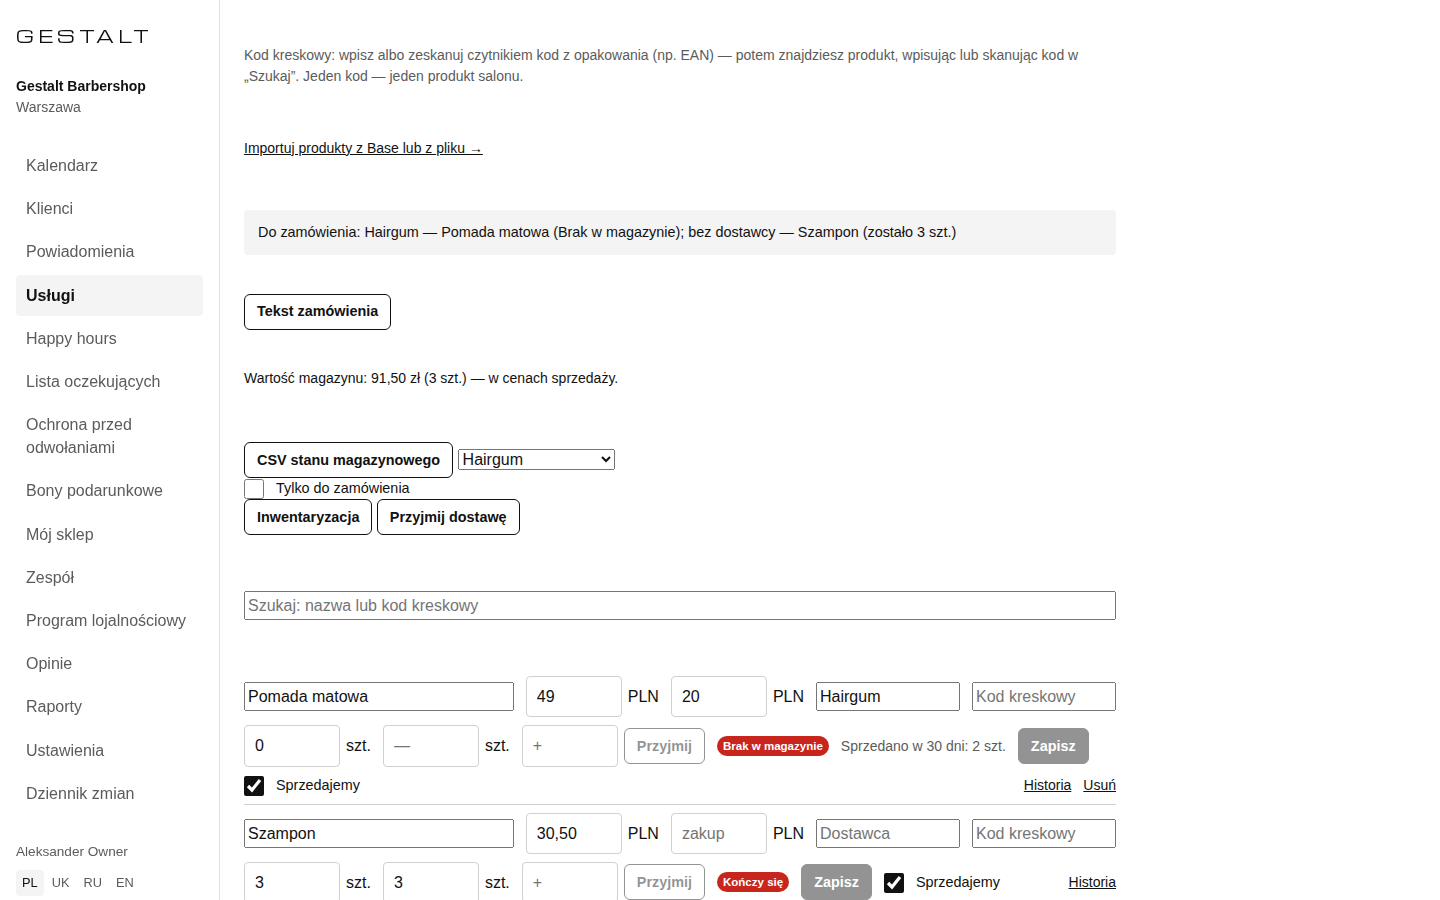 GESTALT
Gestalt Barbershop
Warszawa
Kalendarz
Klienci
Powiadomienia
Usługi
Happy hours
Lista oczekujących
Ochrona przed
odwołaniami
Bony podarunkowe
Mój sklep
Zespół
Program lojalnościowy
Opinie
Raporty
Ustawienia
Dziennik zmian
Aleksander Owner
PL UK RU EN
Kod kreskowy: wpisz albo zeskanuj czytnikiem kod z opakowania (np. EAN) — potem znajdziesz produkt, wpisując lub skanując kod w
„Szukaj”. Jeden kod — jeden produkt salonu.
Importuj produkty z Base lub z pliku →
Do zamówienia: Hairgum — Pomada matowa (Brak w magazynie); bez dostawcy — Szampon (zostało 3 szt.)
Tekst zamówienia
Wartość magazynu: 91,50 zł (3 szt.) — w cenach sprzedaży.
CSV stanu magazynowego Hairgum
Tylko do zamówienia
Inwentaryzacja Przyjmij dostawę
Szukaj: nazwa lub kod kreskowy
Pomada matowa 49 PLN 20 PLN Hairgum Kod kreskowy
0 szt. — szt. + Przyjmij Brak w magazynie Sprzedano w 30 dni: 2 szt. Zapisz
Sprzedajemy Historia Usuń
Szampon 30,50 PLN zakup PLN Dostawca Kod kreskowy
3 szt. 3 szt. + Przyjmij Kończy się Zapisz Sprzedajemy Historia